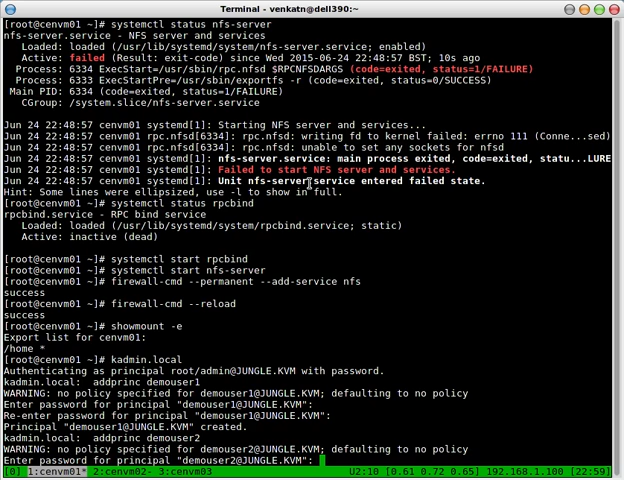 Terminal - venkatn@dell390:~
[root@cenvm01 ~]# systemctl status nfs-server
nfs-server.service - NFS server and services
Loaded: loaded (/usr/lib/systemd/system/nfs-server.service; enabled)
Active: failed (Result: exit-code) since Wed 2015-06-24 22:48:57 BST; 10s ago
Process: 6334 ExecStart=/usr/sbin/rpc.nfsd $RPCNFSDARGS (code=exited, status=1/FAILURE)
Process: 6333 ExecStartPre=/usr/sbin/exportfs -r (code=exited, status=0/SUCCESS)
Main PID: 6334 (code=exited, status=1/FAILURE)
CGroup: /system.slice/nfs-server.service
Jun 24 22:48:57 cenvm01 systemd[1]: Starting NFS server and services...
Jun 24 22:48:57 cenvm01 rpc.nfsd[6334]: rpc.nfsd: writing fd to kernel failed: errno 111 (Conne...sed)
Jun 24 22:48:57 cenvm01 rpc.nfsd[6334]: rpc.nfsd: unable to set any sockets for nfsd
Jun 24 22:48:57 cenvm01 systemd[1]: nfs-server.service: main process exited, code=exited, statu...LURE
Jun 24 22:48:57 cenvm01 systemd[1]: Failed to start NFS server and services.
Jun 24 22:48:57 cenvm01 systemd[1]: Unit nfs-server.service entered failed state.
Hint: Some lines were ellipsized, use -l to show in full.
[root@cenvm01 ~]# systemctl status rpcbind
rpcbind.service - RPC bind service
Loaded: loaded (/usr/lib/systemd/system/rpcbind.service; static)
Active: inactive (dead)
[root@cenvm01 ~]# systemctl start rpcbind
[root@cenvm01 ~]# systemctl start nfs-server
[root@cenvm01 ~]# firewall-cmd --permanent --add-service nfs
success
[root@cenvm01 ~]# firewall-cmd --reload
success
[root@cenvm01 ~]# showmount -e
Export list for cenvm01:
/home *
[root@cenvm01 ~]# kadmin.local
Authenticating as principal root/admin@JUNGLE.KVM with password.
kadmin.local:  addprinc demouser1
WARNING: no policy specified for demouser1@JUNGLE.KVM; defaulting to no policy
Enter password for principal "demouser1@JUNGLE.KVM":
Re-enter password for principal "demouser1@JUNGLE.KVM":
Principal "demouser1@JUNGLE.KVM" created.
kadmin.local:  addprinc demouser2
WARNING: no policy specified for demouser2@JUNGLE.KVM; defaulting to no policy
Enter password for principal "demouser2@JUNGLE.KVM":
[0] 1:cenvm01* 2:cenvm02- 3:cenvm03 U2:10 [0.61 0.72 0.65] 192.168.1.100 [22:59]